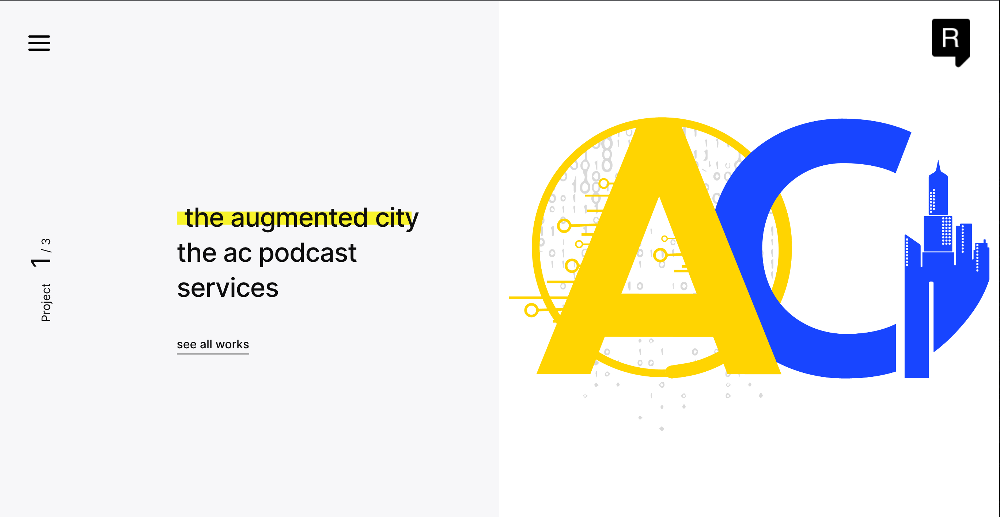 R
the augmented city
the ac podcast
services
see all works
Project 1 / 3
AC